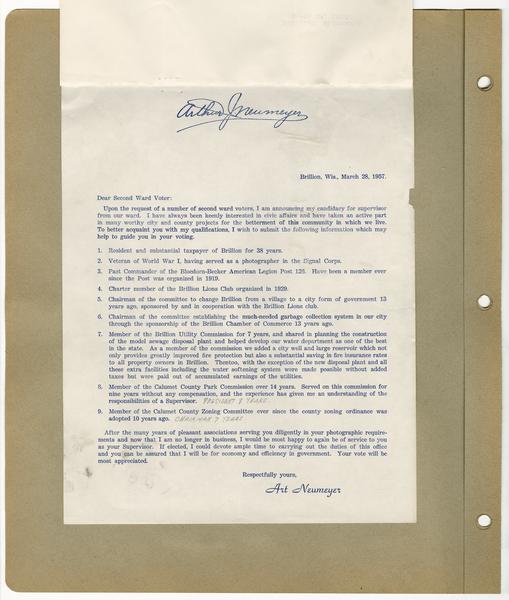 Arthur J. Neumeyer
Brillion, Wis., March 28, 1957.
Dear Second Ward Voter:
Upon the request of a number of second ward voters, I am announcing my candidacy for supervisor
from our ward. I have always been keenly interested in civic affairs and have taken an active part
in many worthy city and county projects for the betterment of this community in which we live.
To better acquaint you with my qualifications, I wish to submit the following information which may
help to guide you in your voting.
1. Resident and substantial taxpayer of Brillion for 38 years.
2. Veteran of World War I, having served as a photographer in the Signal Corps.
3. Past Commander of the Bloedorn-Becker American Legion Post 126. Have been a member ever
since the Post was organized in 1919.
4. Charter member of the Brillion Lions Club organized in 1929.
5. Chairman of the committee to change Brillion from a village to a city form of government 13
years ago, sponsored by and in cooperation with the Brillion Lions club.
6. Chairman of the committee establishing the much-needed garbage collection system in our city
through the sponsorship of the Brillion Chamber of Commerce 13 years ago.
7. Member of the Brillion Utility Commission for 7 years, and shared in planning the construction
of the model sewage disposal plant and helped develop our water department as one of the best
in the state. As a member of the commission we added a city well and large reservoir which not
only provides greatly improved fire protection but also a substantial saving in fire insurance rates
to all property owners in Brillion. Thereto, with the exception of the new disposal plant and all
these extra facilities including the water softening system were made possible without added
taxes but were paid out of accumulated earnings of the utilities.
8. Member of the Calumet County Park Commission over 14 years. Served on this commission for
nine years without any compensation, and the experience has given me an understanding of the
responsibilities of a Supervisor. PRESIDENT 8 YEARS
9. Member of the Calumet County Zoning Committee ever since the county zoning ordinance was
adopted 10 years ago. CHAIRMAN 7 YEARS
After the many years of pleasant associations serving you diligently in your photographic require-
ments and now that I am no longer in business, I would be most happy to again be of service to you
as your Supervisor. If elected, I could devote ample time to carrying out the duties of this office
and you can be assured that I will be for economy and efficiency in government. Your vote will be
most appreciated.
Respectfully yours,
Art Neumeyer